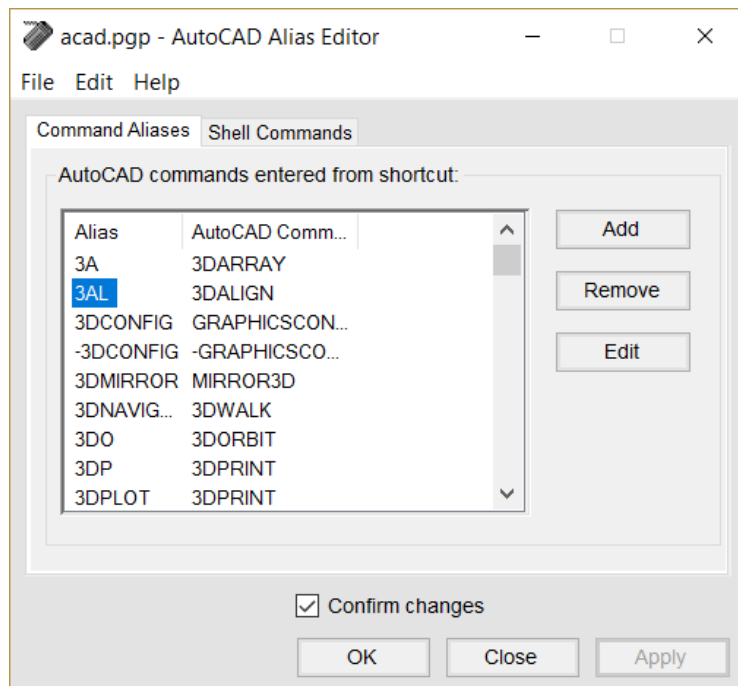 acad.pgp - AutoCAD Alias Editor
File Edit Help
Command Aliases Shell Commands
AutoCAD commands entered from shortcut:
Alias AutoCAD Comm...
3A 3DARRAY
3AL 3DALIGN
3DCONFIG GRAPHICSCON...
-3DCONFIG -GRAPHICSCO...
3DMIRROR MIRROR3D
3DNAVIG... 3DWALK
3DO 3DORBIT
3DP 3DPRINT
3DPLOT 3DPRINT
Add
Remove
Edit
Confirm changes
OK Close Apply